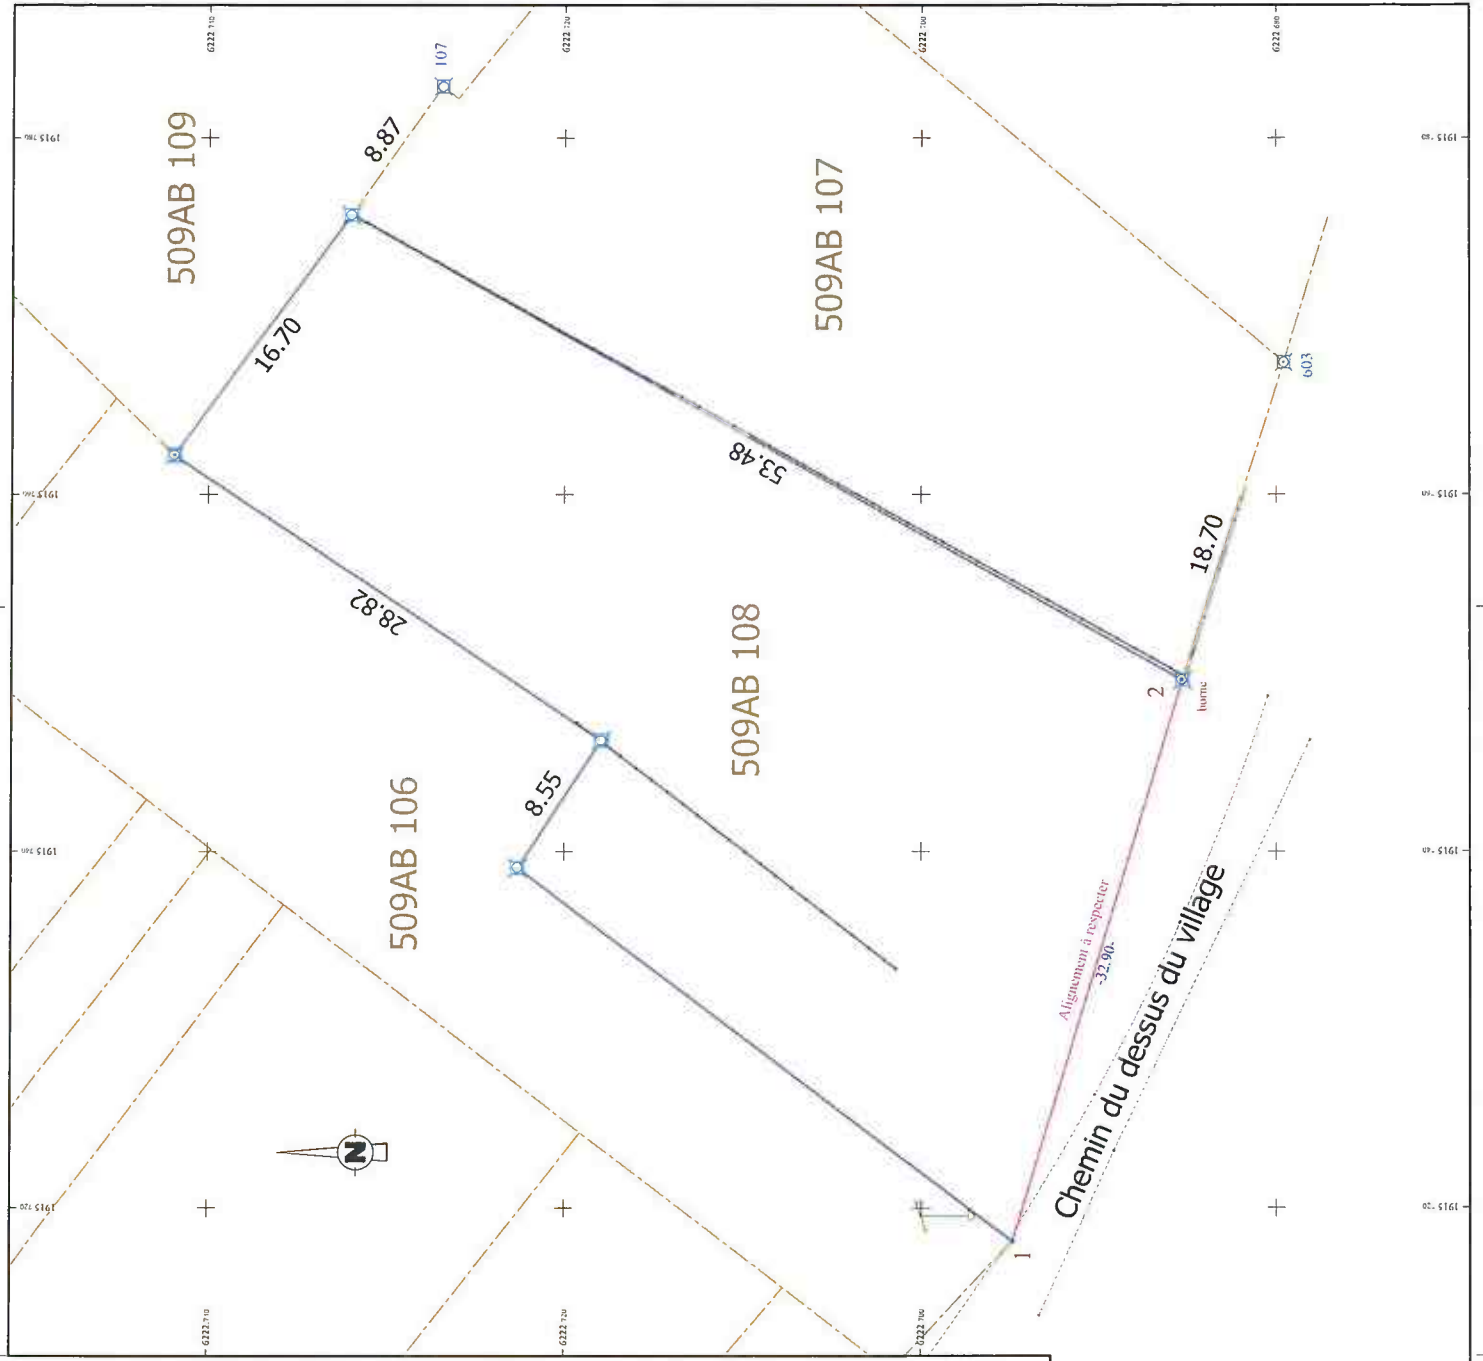 509AB 109
107
8.87
16.70
509AB 107
53.48
603
28.82
18.70
509AB 108
2
borne
8.55
509AB 106
Alignement à respecter
-32.90-
Chemin du dessus du village
N
1